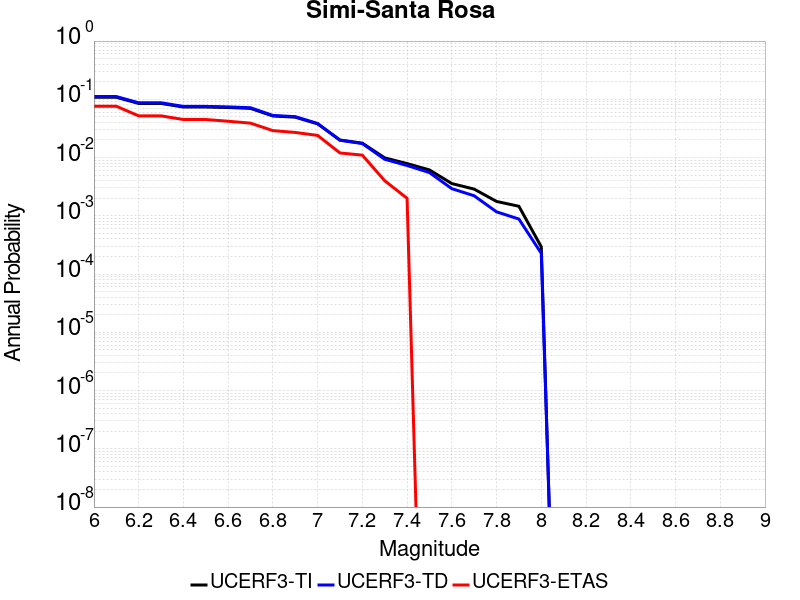 Simi-Santa Rosa
10^0
10^-1
10^-2
10^-3
10^-4
10^-5
10^-6
10^-7
10^-8
Annual Probability
6 6.2 6.4 6.6 6.8 7 7.2 7.4 7.6 7.8 8 8.2 8.4 8.6 8.8 9
Magnitude
UCERF3-TI UCERF3-TD UCERF3-ETAS